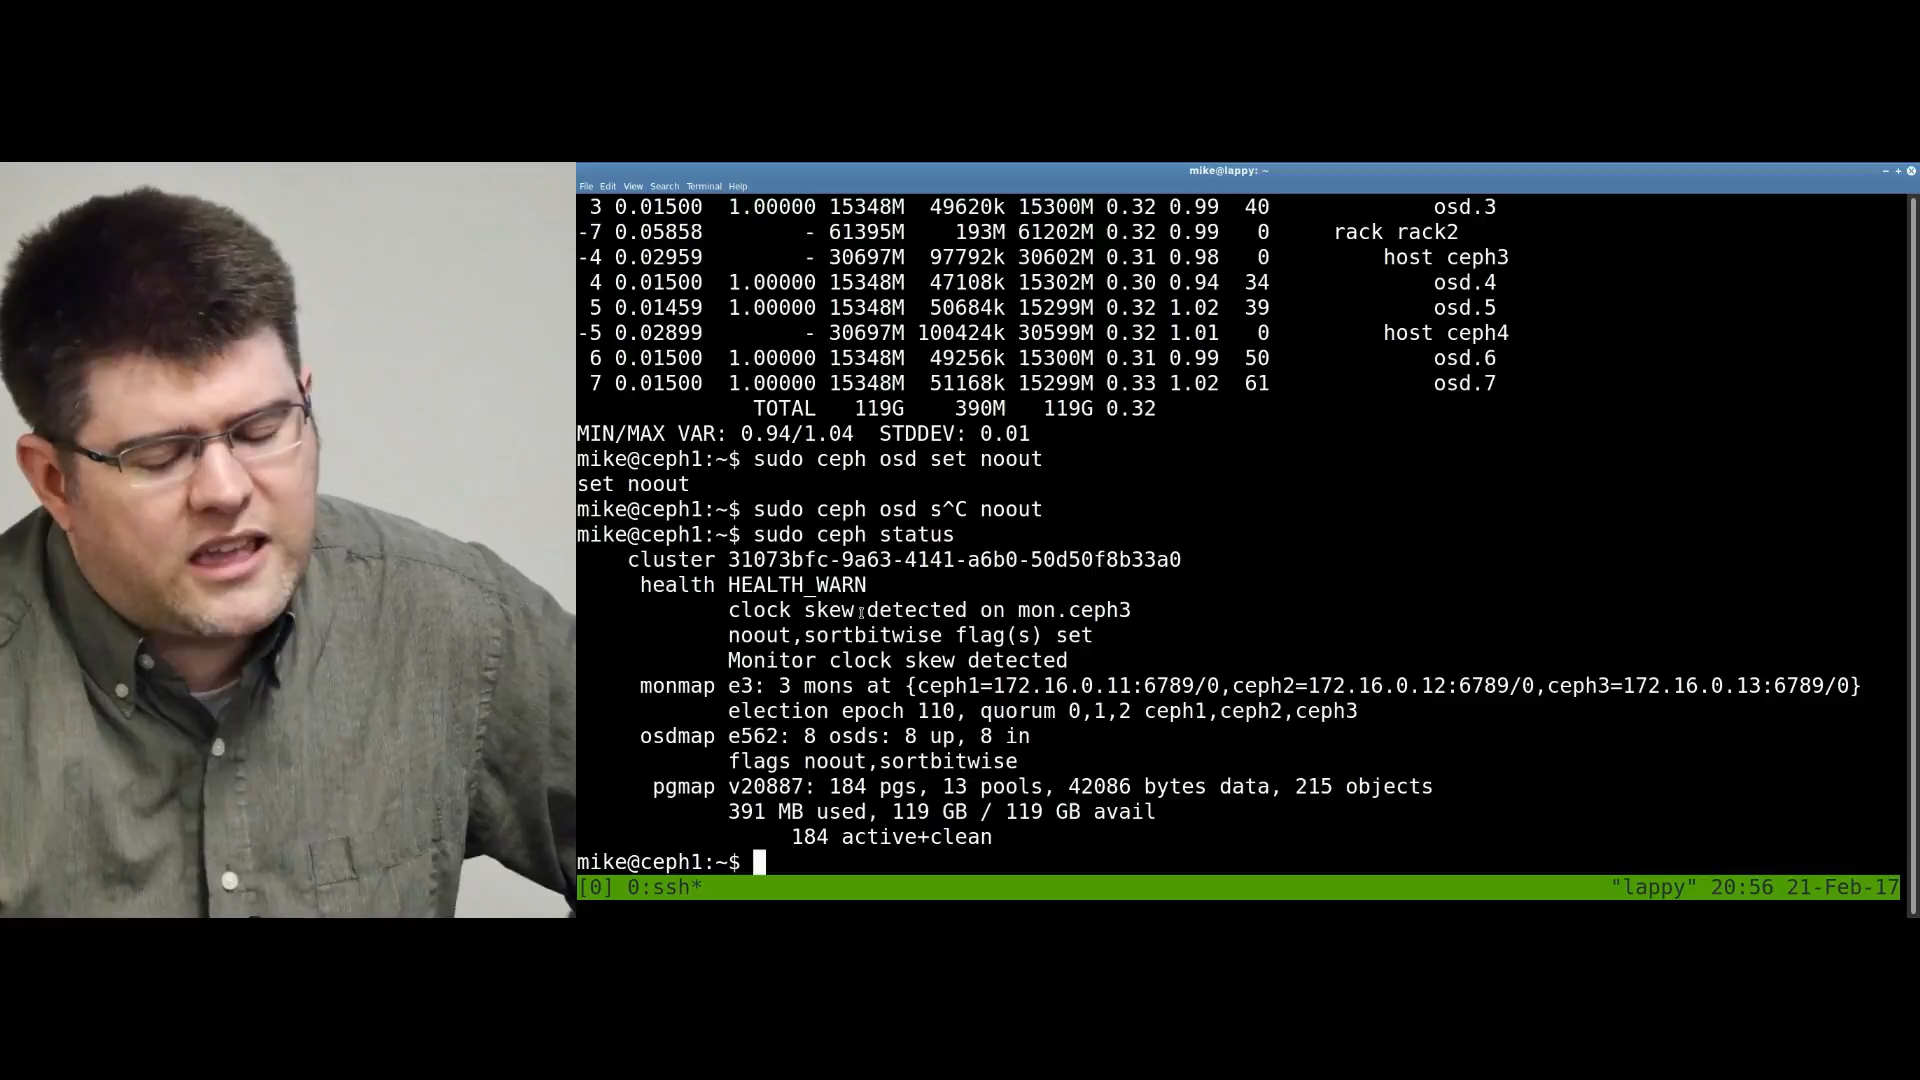 mike@lappy: ~
File Edit View Search Terminal Help
3 0.01500 1.00000 15348M 49620k 15300M 0.32 0.99 40 osd.3
-7 0.05858 - 61395M 193M 61202M 0.32 0.99 0 rack rack2
-4 0.02959 - 30697M 97792k 30602M 0.31 0.98 0 host ceph3
4 0.01500 1.00000 15348M 47108k 15302M 0.30 0.94 34 osd.4
5 0.01459 1.00000 15348M 50684k 15299M 0.32 1.02 39 osd.5
-5 0.02899 - 30697M 100424k 30599M 0.32 1.01 0 host ceph4
6 0.01500 1.00000 15348M 49256k 15300M 0.31 0.99 50 osd.6
7 0.01500 1.00000 15348M 51168k 15299M 0.33 1.02 61 osd.7
TOTAL 119G 390M 119G 0.32
MIN/MAX VAR: 0.94/1.04 STDDEV: 0.01
mike@ceph1:~$ sudo ceph osd set noout
set noout
mike@ceph1:~$ sudo ceph osd s^C noout
mike@ceph1:~$ sudo ceph status
cluster 31073bfc-9a63-4141-a6b0-50d50f8b33a0
health HEALTH_WARN
clock skew detected on mon.ceph3
noout,sortbitwise flag(s) set
Monitor clock skew detected
monmap e3: 3 mons at {ceph1=172.16.0.11:6789/0,ceph2=172.16.0.12:6789/0,ceph3=172.16.0.13:6789/0}
election epoch 110, quorum 0,1,2 ceph1,ceph2,ceph3
osdmap e562: 8 osds: 8 up, 8 in
flags noout,sortbitwise
pgmap v20887: 184 pgs, 13 pools, 42086 bytes data, 215 objects
391 MB used, 119 GB / 119 GB avail
184 active+clean
mike@ceph1:~$
[0] 0:ssh* "lappy" 20:56 21-Feb-17